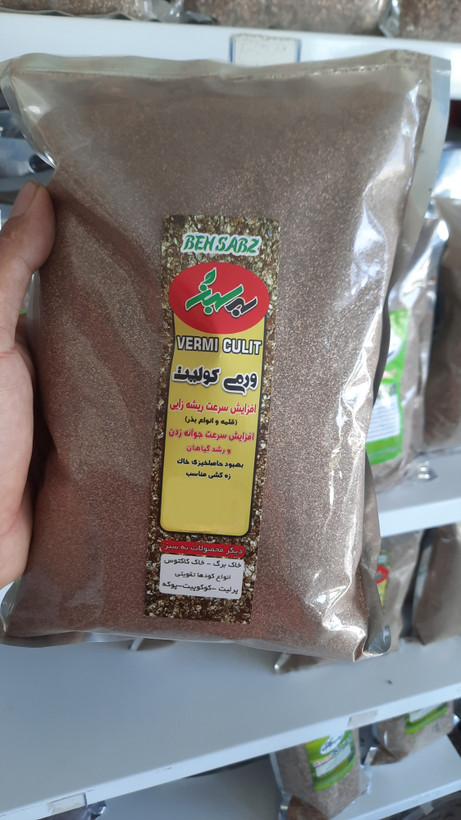 BEH SABZ
به سبز
VERMI CULIT
ورمی کولیت
افزایش سرعت ریشه زایی
(قلمه و انواع بذر)
افزایش سرعت جوانه زدن
و رشد گیاهان
بهبود حاصلخیزی خاک
زه کشی مناسب
دیگر محصولات به سبز
خاک برگ - خاک کاکتوس
انواع کودها تقویتی
پرلیت -کوکوپیت-پوکه